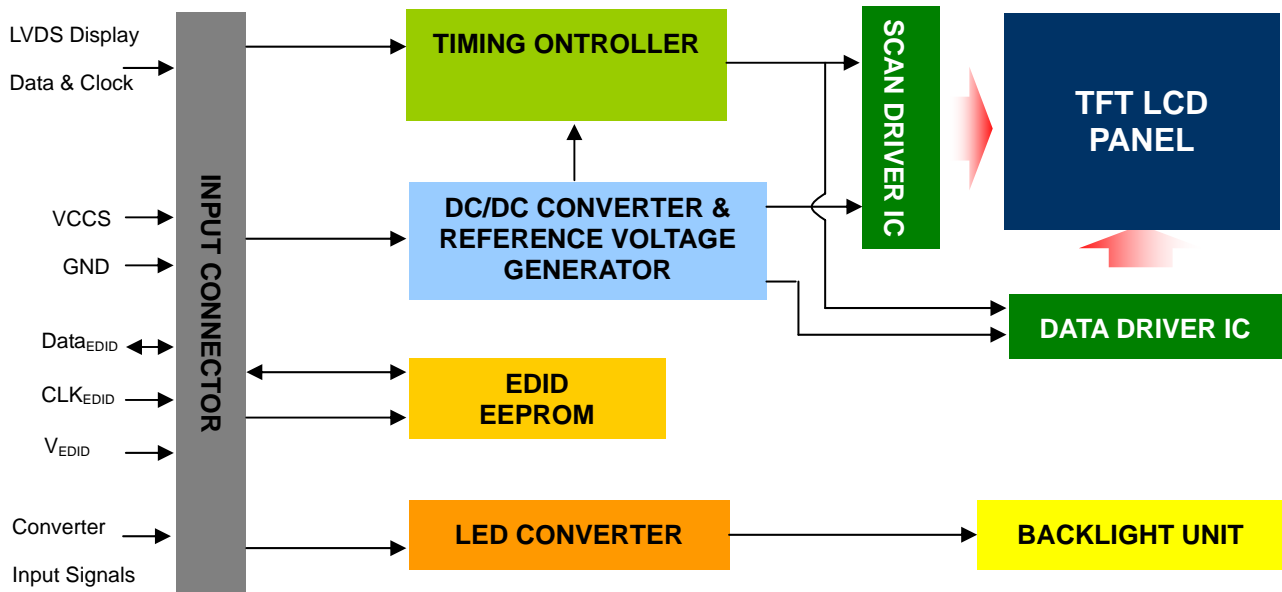 LVDS Display
Data & Clock
VCCS
GND
DataEDID
CLKEDID
VEDID
Converter
Input Signals
INPUT CONNECTOR
TIMING ONTROLLER
DC/DC CONVERTER &
REFERENCE VOLTAGE
GENERATOR
EDID
EEPROM
LED CONVERTER
SCAN DRIVER IC
TFT LCD
PANEL
DATA DRIVER IC
BACKLIGHT UNIT